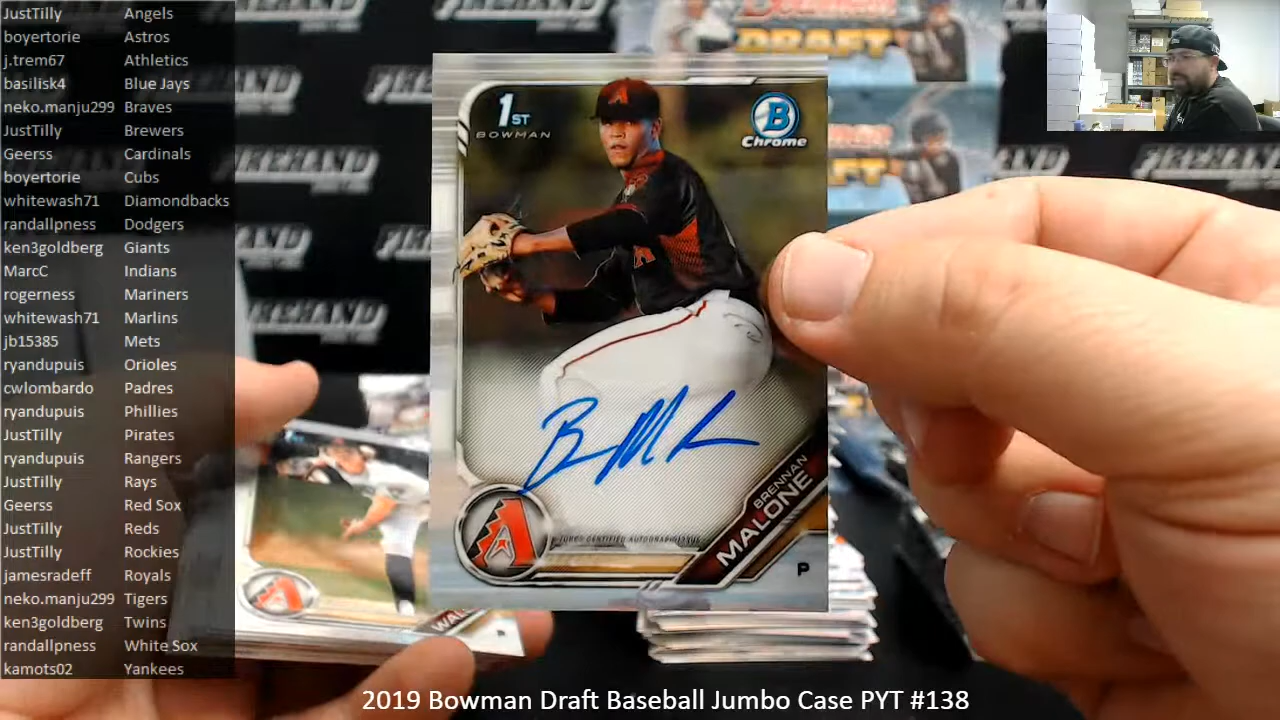 JustTilly Angels
boyertorie Astros
j.trem67 Athletics
basilisk4 Blue Jays
neko.manju299 Braves
JustTilly Brewers
Geerss Cardinals
boyertorie Cubs
whitewash71 Diamondbacks
randallpness Dodgers
ken3goldberg Giants
MarcC Indians
rogerness Mariners
whitewash71 Marlins
jb15385 Mets
ryandupuis Orioles
cwlombardo Padres
ryandupuis Phillies
JustTilly Pirates
ryandupuis Rangers
JustTilly Rays
Geerss Red Sox
JustTilly Reds
JustTilly Rockies
jamesradeff Royals
neko.manju299 Tigers
ken3goldberg Twins
randallpness White Sox
kamots02 Yankees
DRAFT
1ST
BOWMAN
B
Chrome
A
TOPPS CERTIFIED AUTOGRAPH ISSUE
BRENNAN
MALONE
P
2019 Bowman Draft Baseball Jumbo Case PYT #138